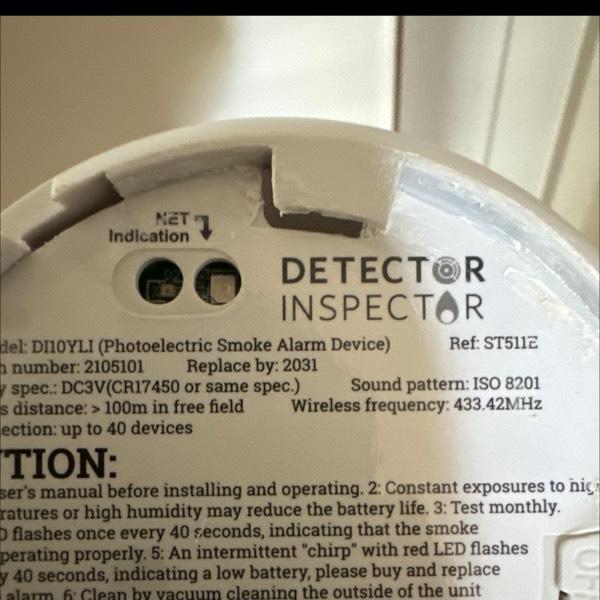 NET
Indication
DETECTOR
INSPECTOR
del: DI10YLI (Photoelectric Smoke Alarm Device) Ref: ST511E
n number: 2105101 Replace by: 2031
y spec.: DC3V(CR17450 or same spec.) Sound pattern: ISO 8201
s distance: > 100m in free field Wireless frequency: 433.42MHz
ection: up to 40 devices
TION:
ser's manual before installing and operating. 2: Constant exposures to hig
ratures or high humidity may reduce the battery life. 3: Test monthly.
D flashes once every 40 seconds, indicating that the smoke
perating properly. 5: An intermittent "chirp" with red LED flashes
y 40 seconds, indicating a low battery, please buy and replace
alarm. 6: Clean by vacuum cleaning the outside of the unit